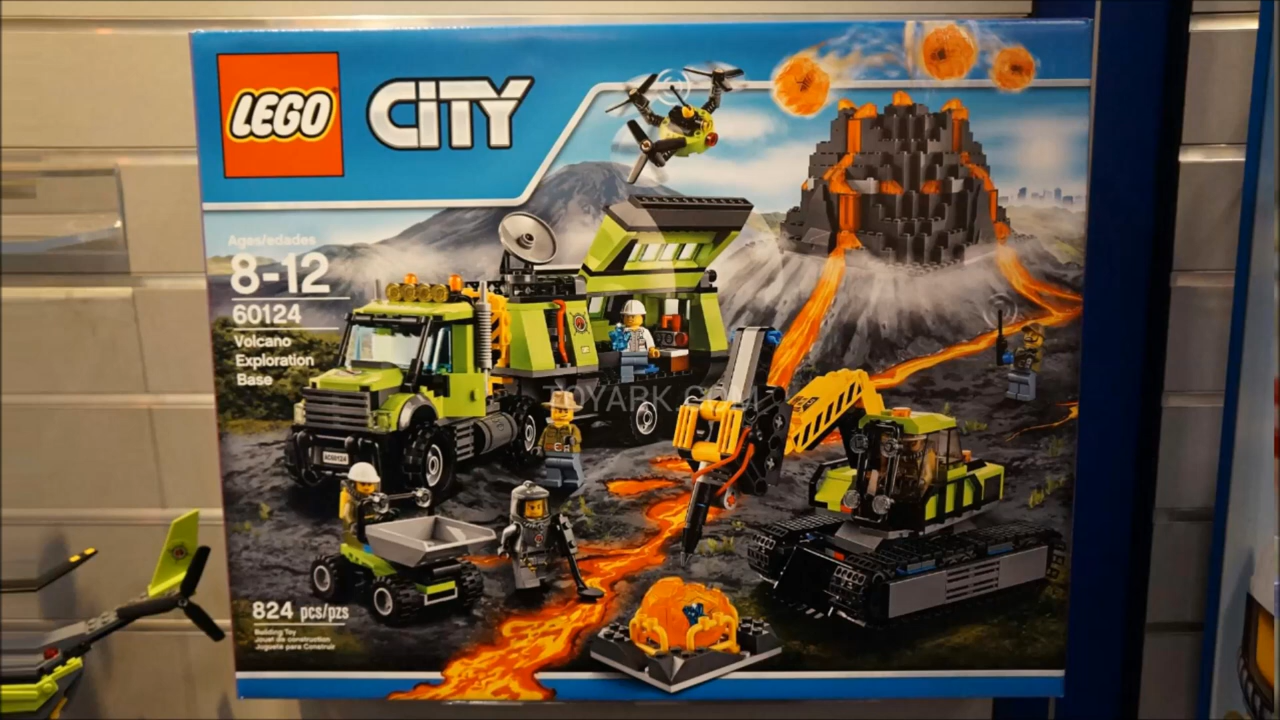 LEGO
CITY
Ages/edades
8-12
60124
Volcano
Exploration
Base
TOYARK.COM
824 pcs/pzs
Building Toy
Jouet de construction
Juguete para Construir